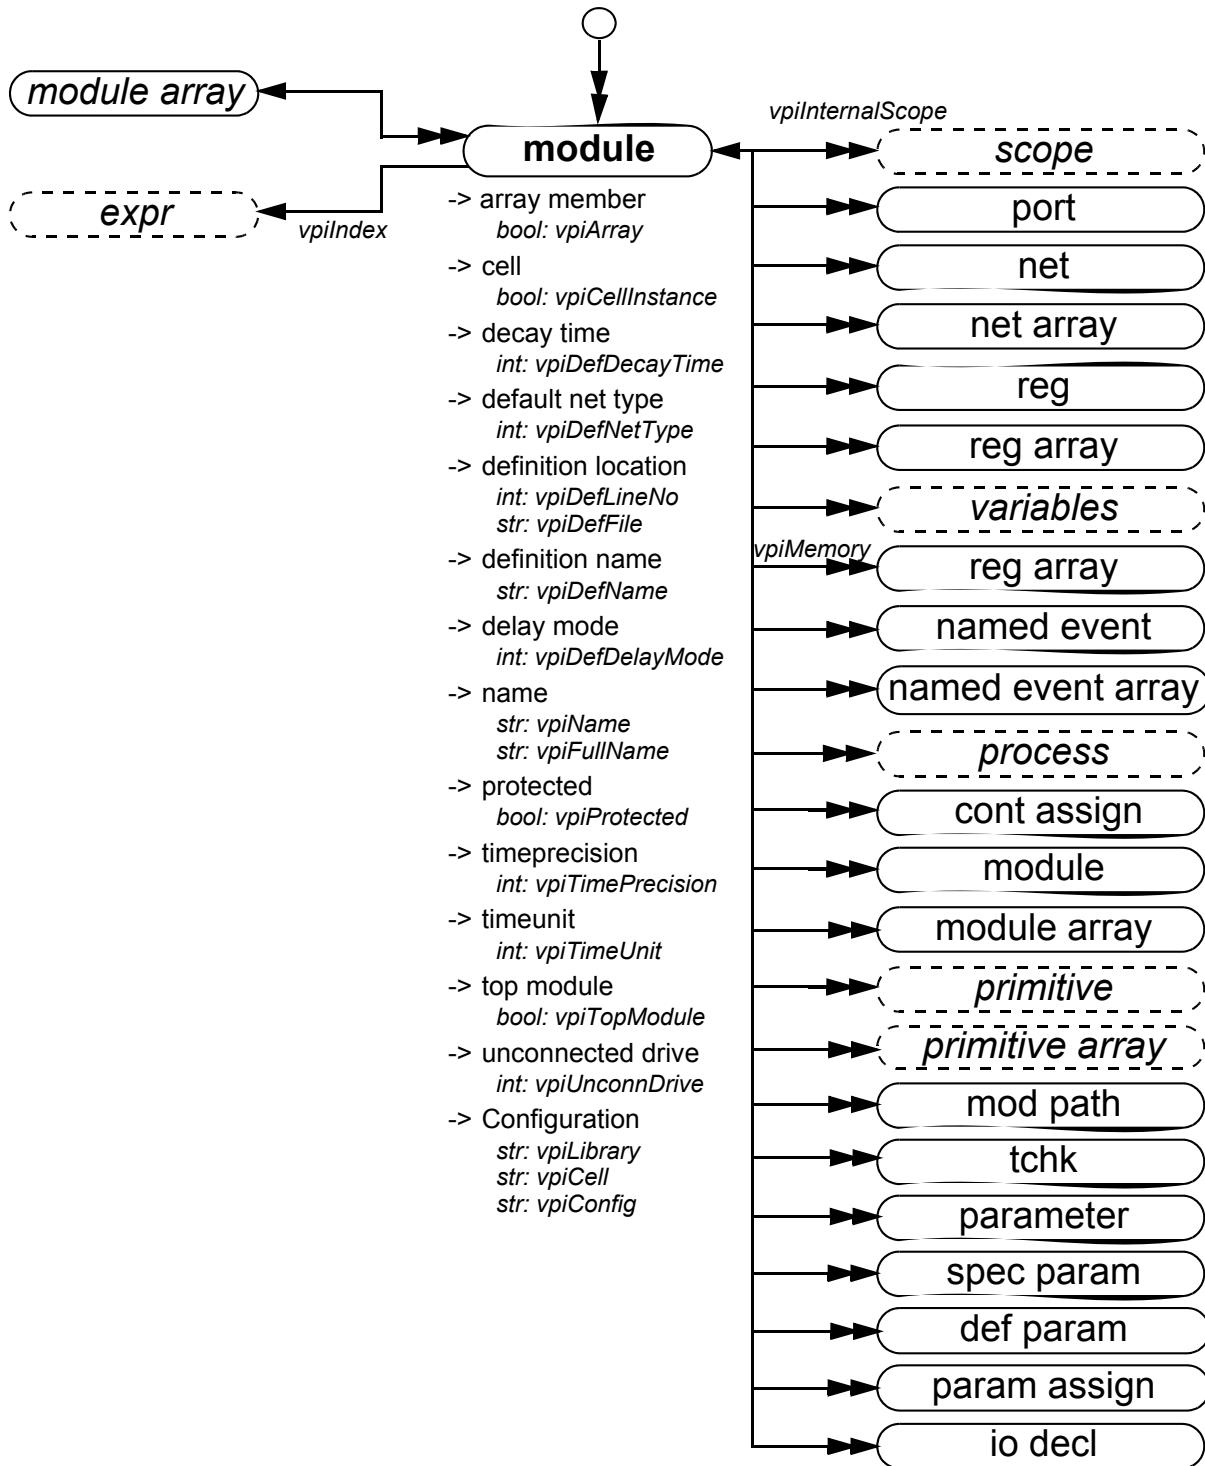 module array
expr
vpiIndex
module
-> array member
bool: vpiArray
-> cell
bool: vpiCellInstance
-> decay time
int: vpiDefDecayTime
-> default net type
int: vpiDefNetType
-> definition location
int: vpiDefLineNo
str: vpiDefFile
-> definition name
str: vpiDefName
-> delay mode
int: vpiDefDelayMode
-> name
str: vpiName
str: vpiFullName
-> protected
bool: vpiProtected
-> timeprecision
int: vpiTimePrecision
-> timeunit
int: vpiTimeUnit
-> top module
bool: vpiTopModule
-> unconnected drive
int: vpiUnconnDrive
-> Configuration
str: vpiLibrary
str: vpiCell
str: vpiConfig
vpiInternalScope
scope
port
net
net array
reg
reg array
variables
vpiMemory
reg array
named event
named event array
process
cont assign
module
module array
primitive
primitive array
mod path
tchk
parameter
spec param
def param
param assign
io decl